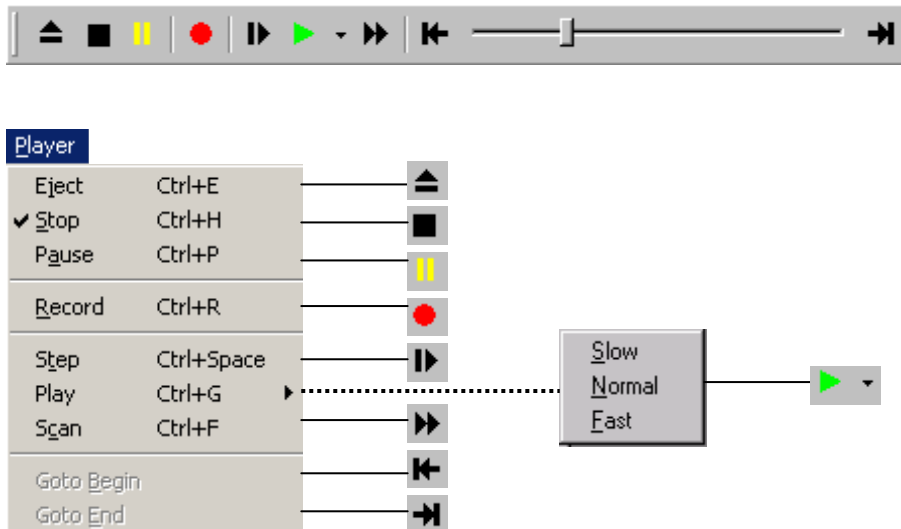 Player
Eject Ctrl+E
Stop Ctrl+H
Pause Ctrl+P
Record Ctrl+R
Step Ctrl+Space
Play Ctrl+G
Scan Ctrl+F
Goto Begin
Goto End
Slow
Normal
Fast